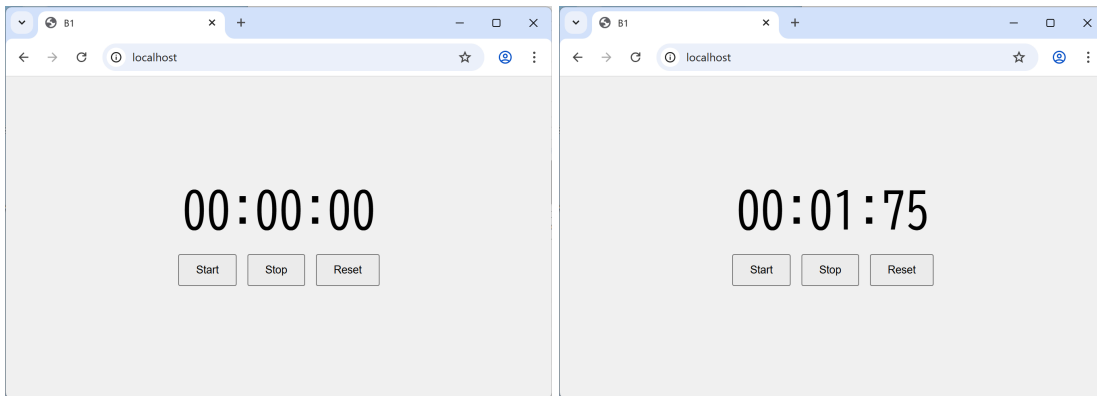 B1
localhost
00:00:00
Start Stop Reset
B1
localhost
00:01:75
Start Stop Reset